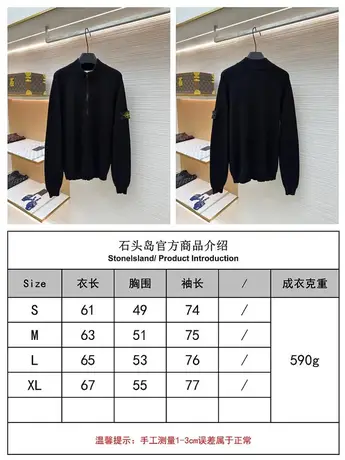 石头岛官方商品介绍
StoneIsland/ Product Introduction
Size 衣长 胸围 袖长 / 成衣克重
S 61 49 74 /
M 63 51 75 /
L 65 53 76 / 590g
XL 67 55 77 /
温馨提示：手工测量1-3cm误差属于正常